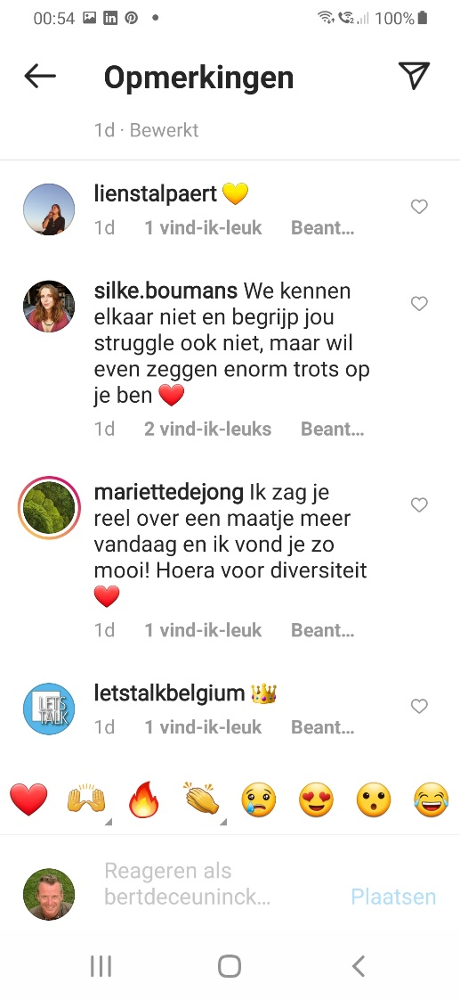 00:54 100%
Opmerkingen
1d · Bewerkt
lienstalpaert 💛
1d 1 vind-ik-leuk Beant...
silke.boumans We kennen
elkaar niet en begrijp jou
struggle ook niet, maar wil
even zeggen enorm trots op
je ben ❤️
1d 2 vind-ik-leuks Beant...
mariettedejong Ik zag je
reel over een maatje meer
vandaag en ik vond je zo
mooi! Hoera voor diversiteit
❤️
1d 1 vind-ik-leuk Beant...
LETS
TALK
letstalkbelgium 👑
1d 1 vind-ik-leuk Beant...
❤️ 🙌 🔥 👏 😢 😍 😮 😂
Reageren als
bertdeceuninck... Plaatsen